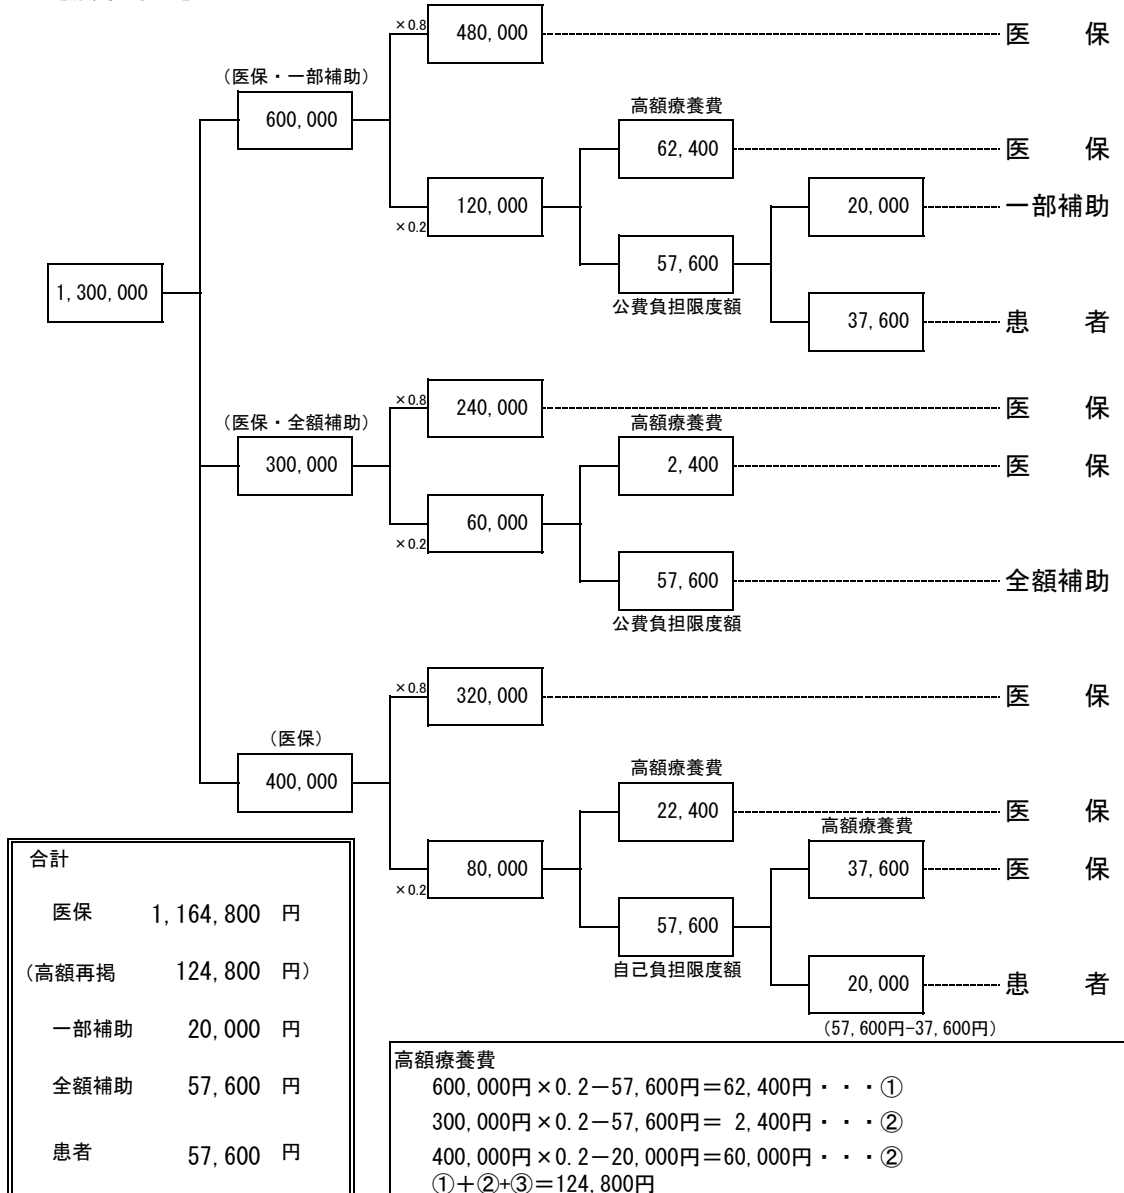 ×0.8 480,000 医 保
(医保・一部補助)
600,000
高額療養費
62,400 医 保
×0.2 120,000
20,000 一部補助
57,600
公費負担限度額
1,300,000
37,600 患 者
×0.8 240,000 医 保
(医保・全額補助)
300,000
高額療養費
2,400 医 保
×0.2 60,000
57,600 全額補助
公費負担限度額
×0.8 320,000 医 保
(医保)
400,000
高額療養費
22,400 医 保
×0.2 80,000
高額療養費
37,600 医 保
57,600
自己負担限度額
20,000 患 者
(57,600円-37,600円)
合計
医保 1,164,800 円
(高額再掲 124,800 円)
一部補助 20,000 円
全額補助 57,600 円
患者 57,600 円
高額療養費
600,000円×0.2-57,600円=62,400円・・・①
300,000円×0.2-57,600円= 2,400円・・・②
400,000円×0.2-20,000円=60,000円・・・②
①+②+③=124,800円